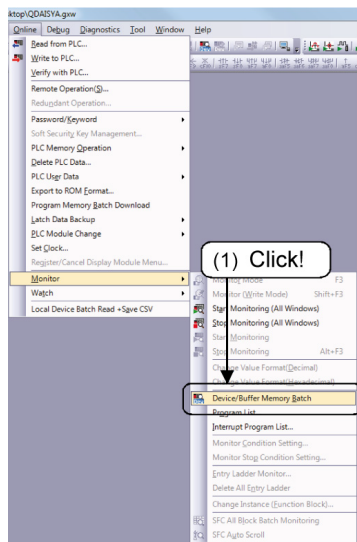 ktop\QDAISYA.gxw
Online Debug Diagnostics Tool Window Help
Read from PLC...
Write to PLC...
Verify with PLC...
Remote Operation(S)...
Redundant Operation...
Password/Keyword
Soft Security Key Management...
PLC Memory Operation
Delete PLC Data...
PLC User Data
Export to ROM Format...
Program Memory Batch Download
Latch Data Backup
PLC Module Change
Set Clock...
Register/Cancel Display Module Menu...
Monitor
Watch
Local Device Batch Read +Save CSV
(1) Click!
Monitor Mode F3
Monitor (Write Mode) Shift+F3
Start Monitoring (All Windows)
Stop Monitoring (All Windows)
Start Monitoring
Stop Monitoring Alt+F3
Change Value Format(Decimal)
Change Value Format(Hexadecimal)
Device/Buffer Memory Batch
Program List...
Interrupt Program List...
Monitor Condition Setting...
Monitor Stop Condition Setting...
Entry Ladder Monitor...
Delete All Entry Ladder
Change Instance (Function Block)...
SFC All Block Batch Monitoring
SFC Auto Scroll